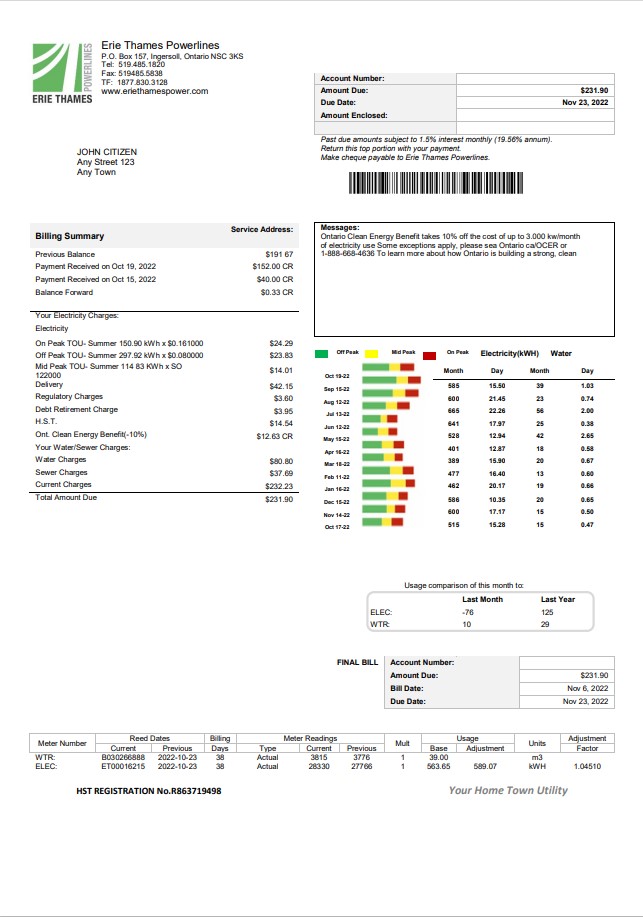 Erie Thames Powerlines
P.O. Box 157, Ingersoll, Ontario NSC 3KS
Tel: 519.485.1820
Fax: 519485.5838
TF: 1877.830.3128
www.eriethamespower.com
POWERLINES
ERIE THAMES
Account Number:
Amount Due: $231.90
Due Date: Nov 23, 2022
Amount Enclosed:
Past due amounts subject to 1.5% interest monthly (19.56% annum).
Return this top portion with your payment.
Make cheque payable to Erie Thames Powerlines.
JOHN CITIZEN
Any Street 123
Any Town
Billing Summary Service Address:
Previous Balance $191.67
Payment Received on Oct 19, 2022 $152.00 CR
Payment Received on Oct 15, 2022 $40.00 CR
Balance Forward $0.33 CR
Your Electricity Charges:
Electricity
On Peak TOU- Summer 150.90 kWh x $0.161000 $24.29
Off Peak TOU- Summer 297.92 kWh x $0.080000 $23.83
Mid Peak TOU- Summer 114 83 KWh x SO
122000 $14.01
Delivery $42.15
Regulatory Charges $3.60
Debt Retirement Charge $3.95
H.S.T. $14.54
Ont. Clean Energy Benefit(-10%) $12.63 CR
Your Water/Sewer Charges:
Water Charges $80.80
Sewer Charges $37.69
Current Charges $232.23
Total Amount Due $231.90
Messages:
Ontario Clean Energy Benefit takes 10% off the cost of up to 3.000 kw/month
of electricity use Some exceptions apply, please sea Ontario ca/OCER or
1-888-668-4636 To learn more about how Ontario is building a strong, clean
Off Peak Mid Peak On Peak Electricity(kWH) Water
Month Day Month Day
Oct 19-22 585 15.50 39 1.03
Sep 15-22 600 21.45 23 0.74
Aug 12-22 665 22.26 56 2.00
Jul 13-22 641 17.97 25 0.38
Jun 12-22 528 12.94 42 2.65
May 15-22 401 12.87 18 0.58
Apr 16-22 389 15.90 20 0.67
Mar 18-22 477 16.40 13 0.60
Feb 11-22 462 20.17 19 0.66
Jan 16-22 586 10.35 20 0.65
Dec 15-22 600 17.17 15 0.50
Nov 14-22 515 15.28 15 0.47
Oct 17-22
Usage comparison of this month to:
Last Month Last Year
ELEC: -76 125
WTR: 10 29
FINAL BILL
Account Number:
Amount Due: $231.90
Bill Date: Nov 6, 2022
Due Date: Nov 23, 2022
Meter Number Reed Dates Billing Meter Readings Mult Usage Units Adjustment
Current Previous Days Type Current Previous Base Adjustment Factor
WTR: B030266888 2022-10-23 38 Actual 3815 3776 1 39.00 m3
ELEC: ET00016215 2022-10-23 38 Actual 28330 27766 1 563.65 589.07 kWH 1.04510
HST REGISTRATION No.R863719498
Your Home Town Utility